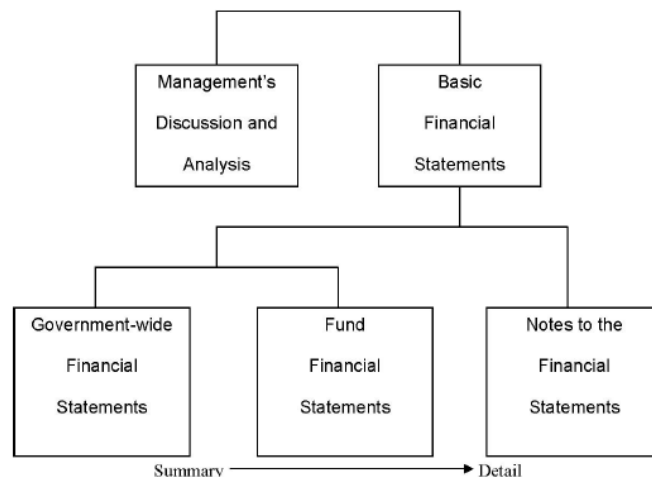 Management's
Discussion and
Analysis
Basic
Financial
Statements
Government-wide
Financial
Statements
Fund
Financial
Statements
Notes to the
Financial
Statements
Summary
Detail